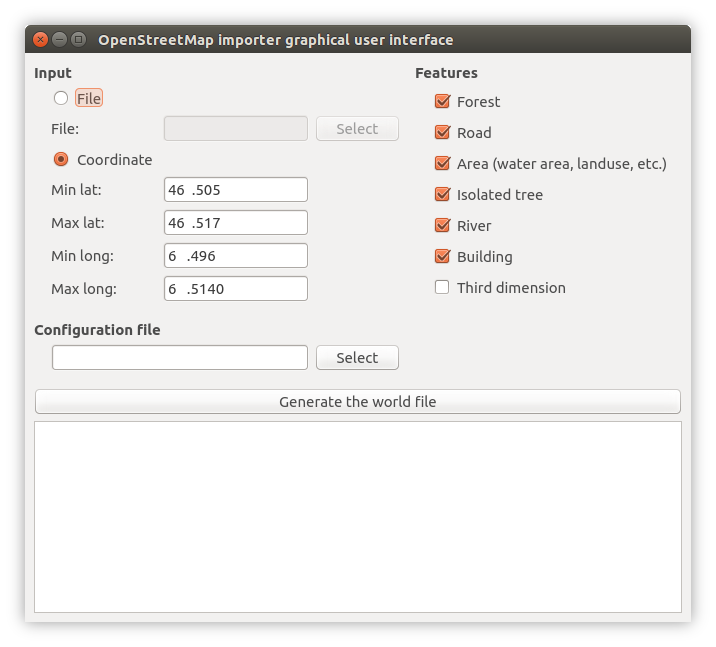 OpenStreetMap importer graphical user interface
Input
File
File:
Select
Coordinate
Min lat:
46 .505
Max lat:
46 .517
Min long:
6 .496
Max long:
6 .5140
Features
Forest
Road
Area (water area, landuse, etc.)
Isolated tree
River
Building
Third dimension
Configuration file
Select
Generate the world file